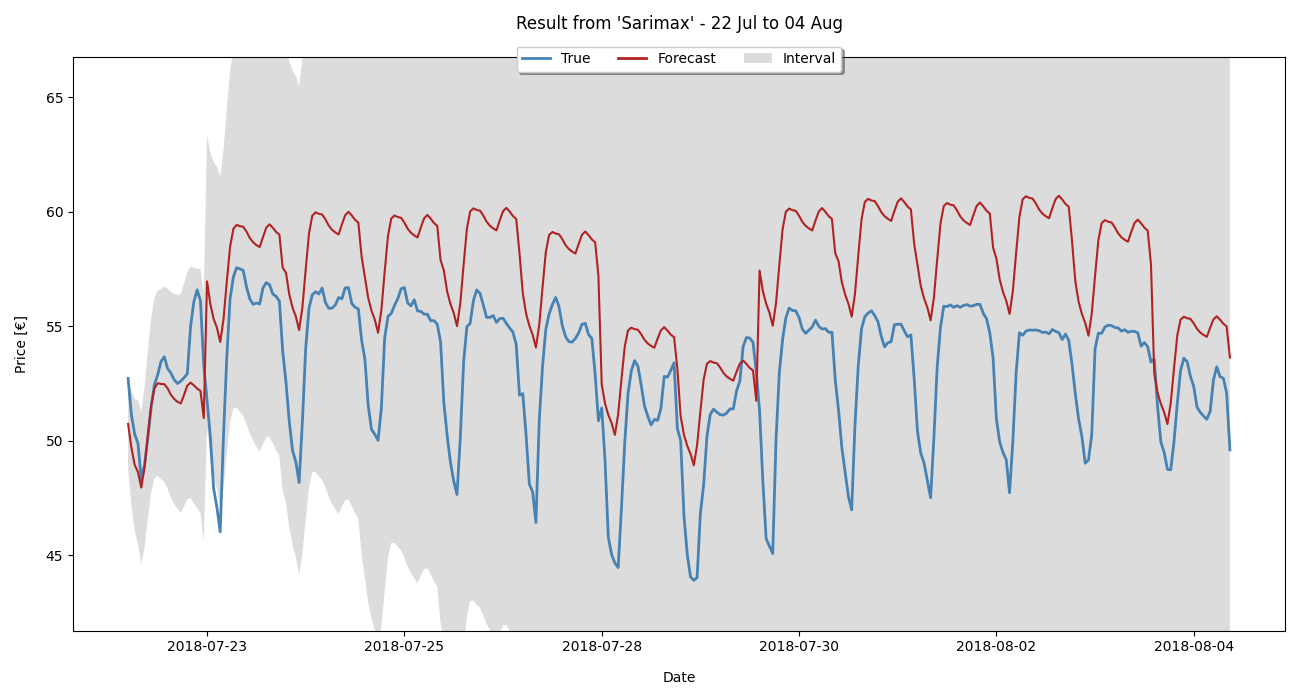 Result from 'Sarimax' - 22 Jul to 04 Aug
True Forecast Interval
65
60
55
50
45
Price [€]
2018-07-23 2018-07-25 2018-07-28 2018-07-30 2018-08-02 2018-08-04
Date